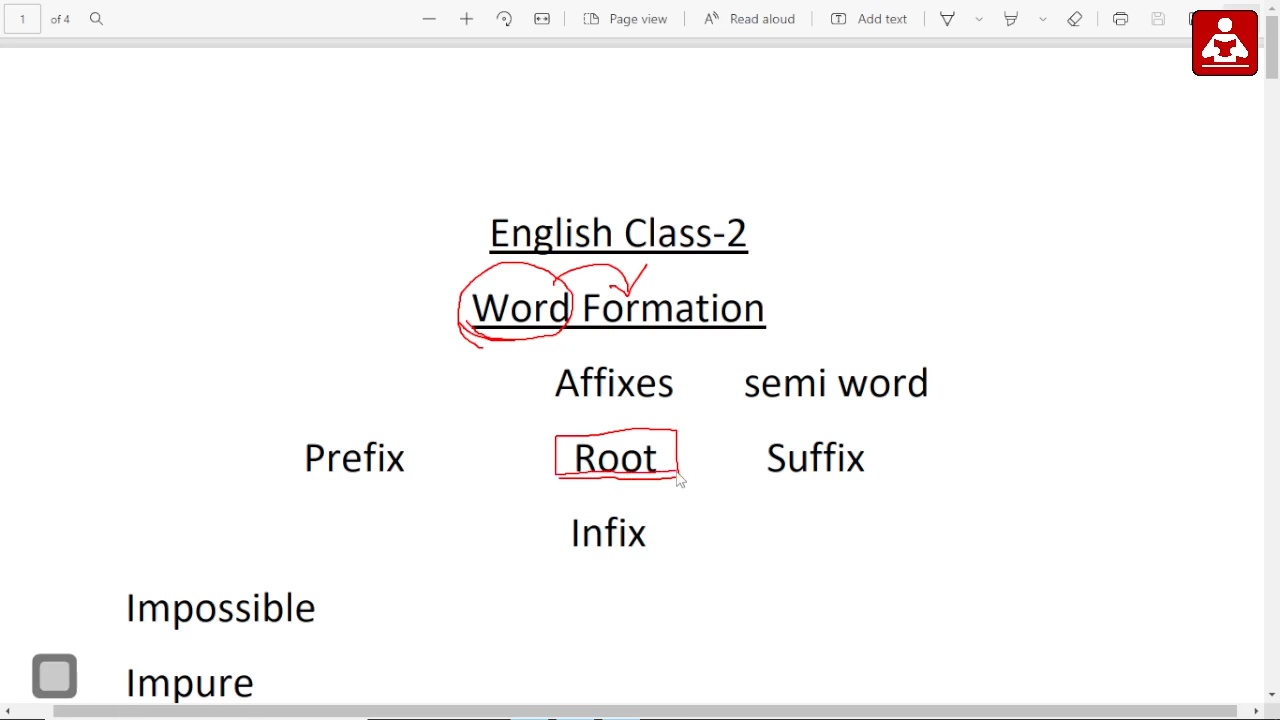 1 of 4 Page view Read aloud Add text
English Class-2
Word Formation
Affixes semi word
Prefix Root Suffix
Infix
Impossible
Impure